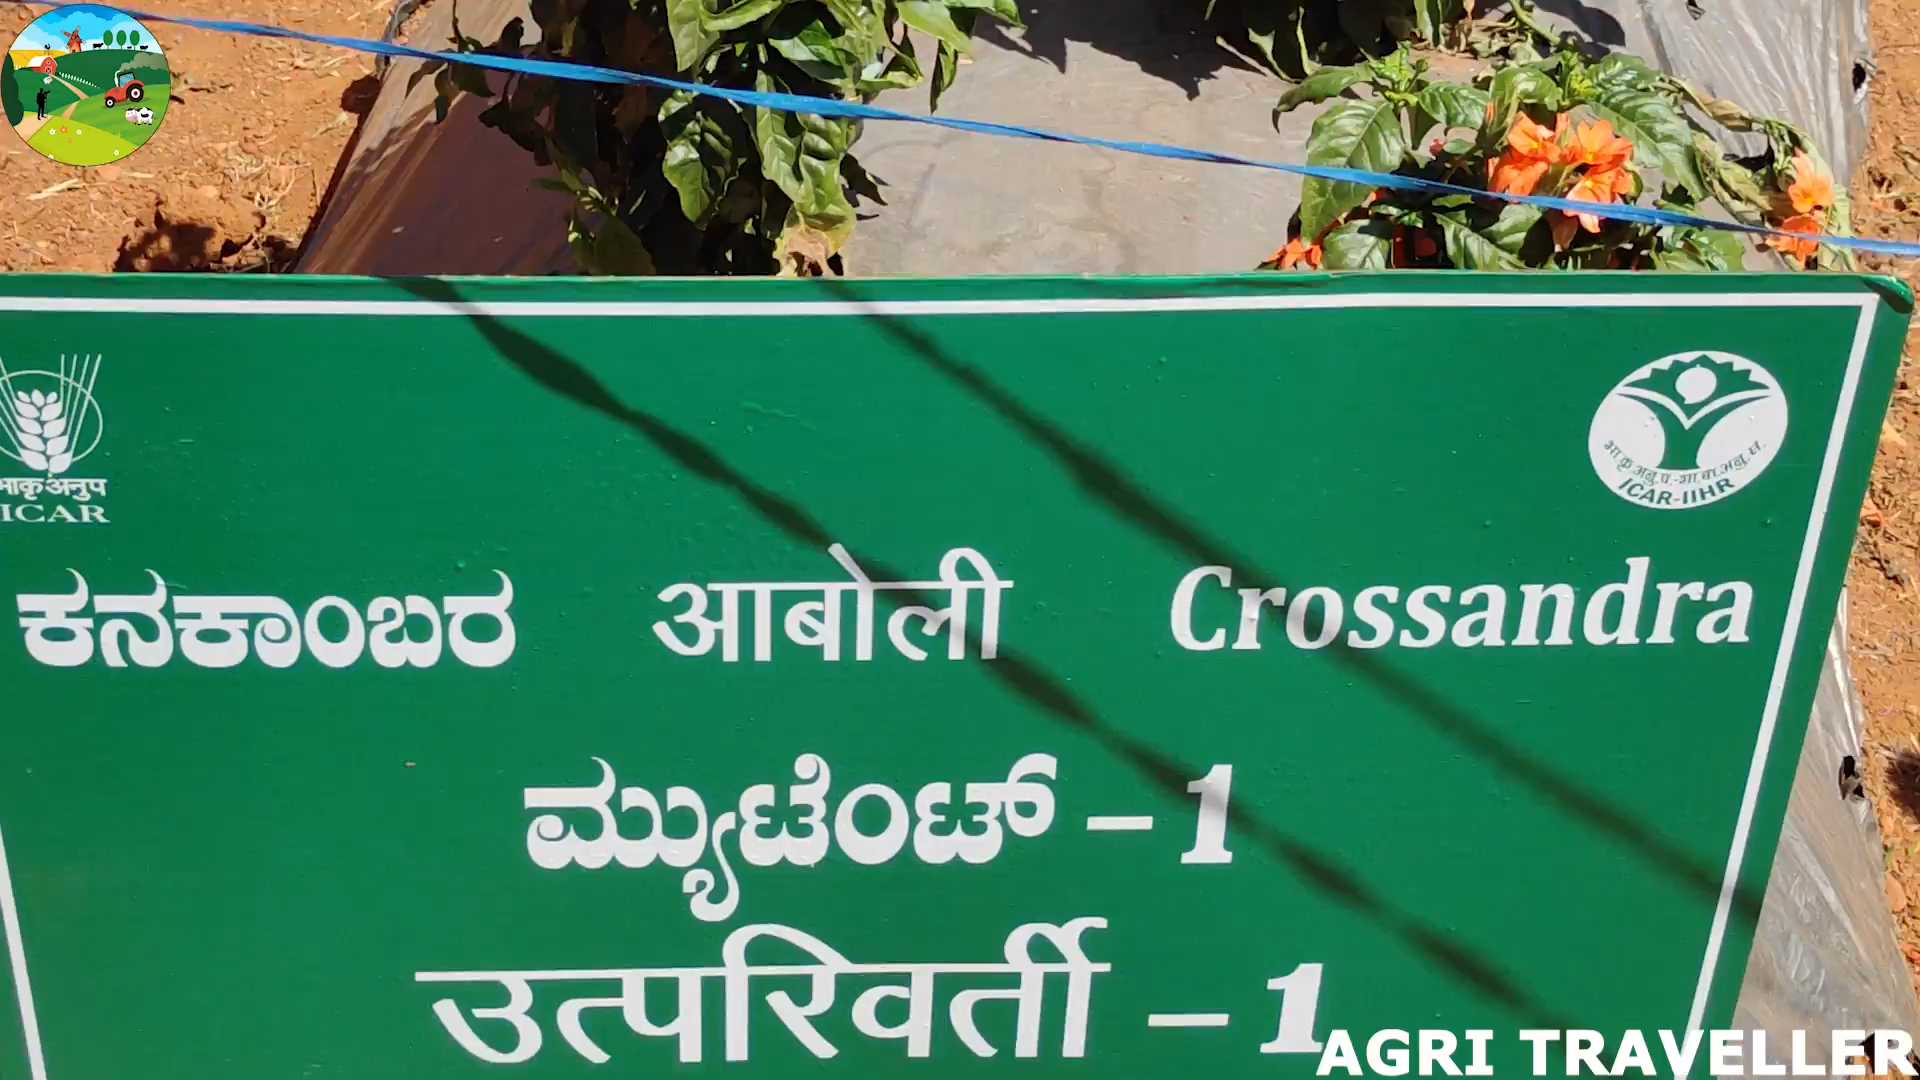 भाकृअनुप
ICAR
ICAR-IIHR
ಕನಕಾಂಬರ आबोली Crossandra
ಮ್ಯುಟೆಂಟ್ – 1
उत्परिवर्ती – 1
AGRI TRAVELLER